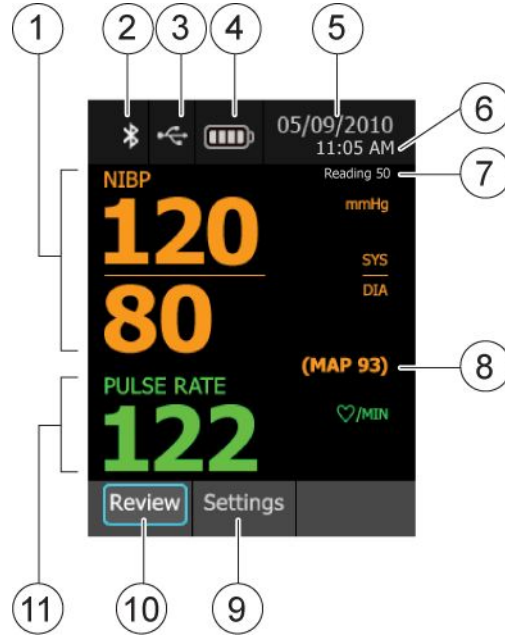 1 2 3 4 5
05/09/2010
6
11:05 AM
Reading 50
7
NIBP
mmHg
120
SYS
DIA
80
(MAP 93)
8
PULSE RATE
♡/MIN
122
Review Settings
11 10 9